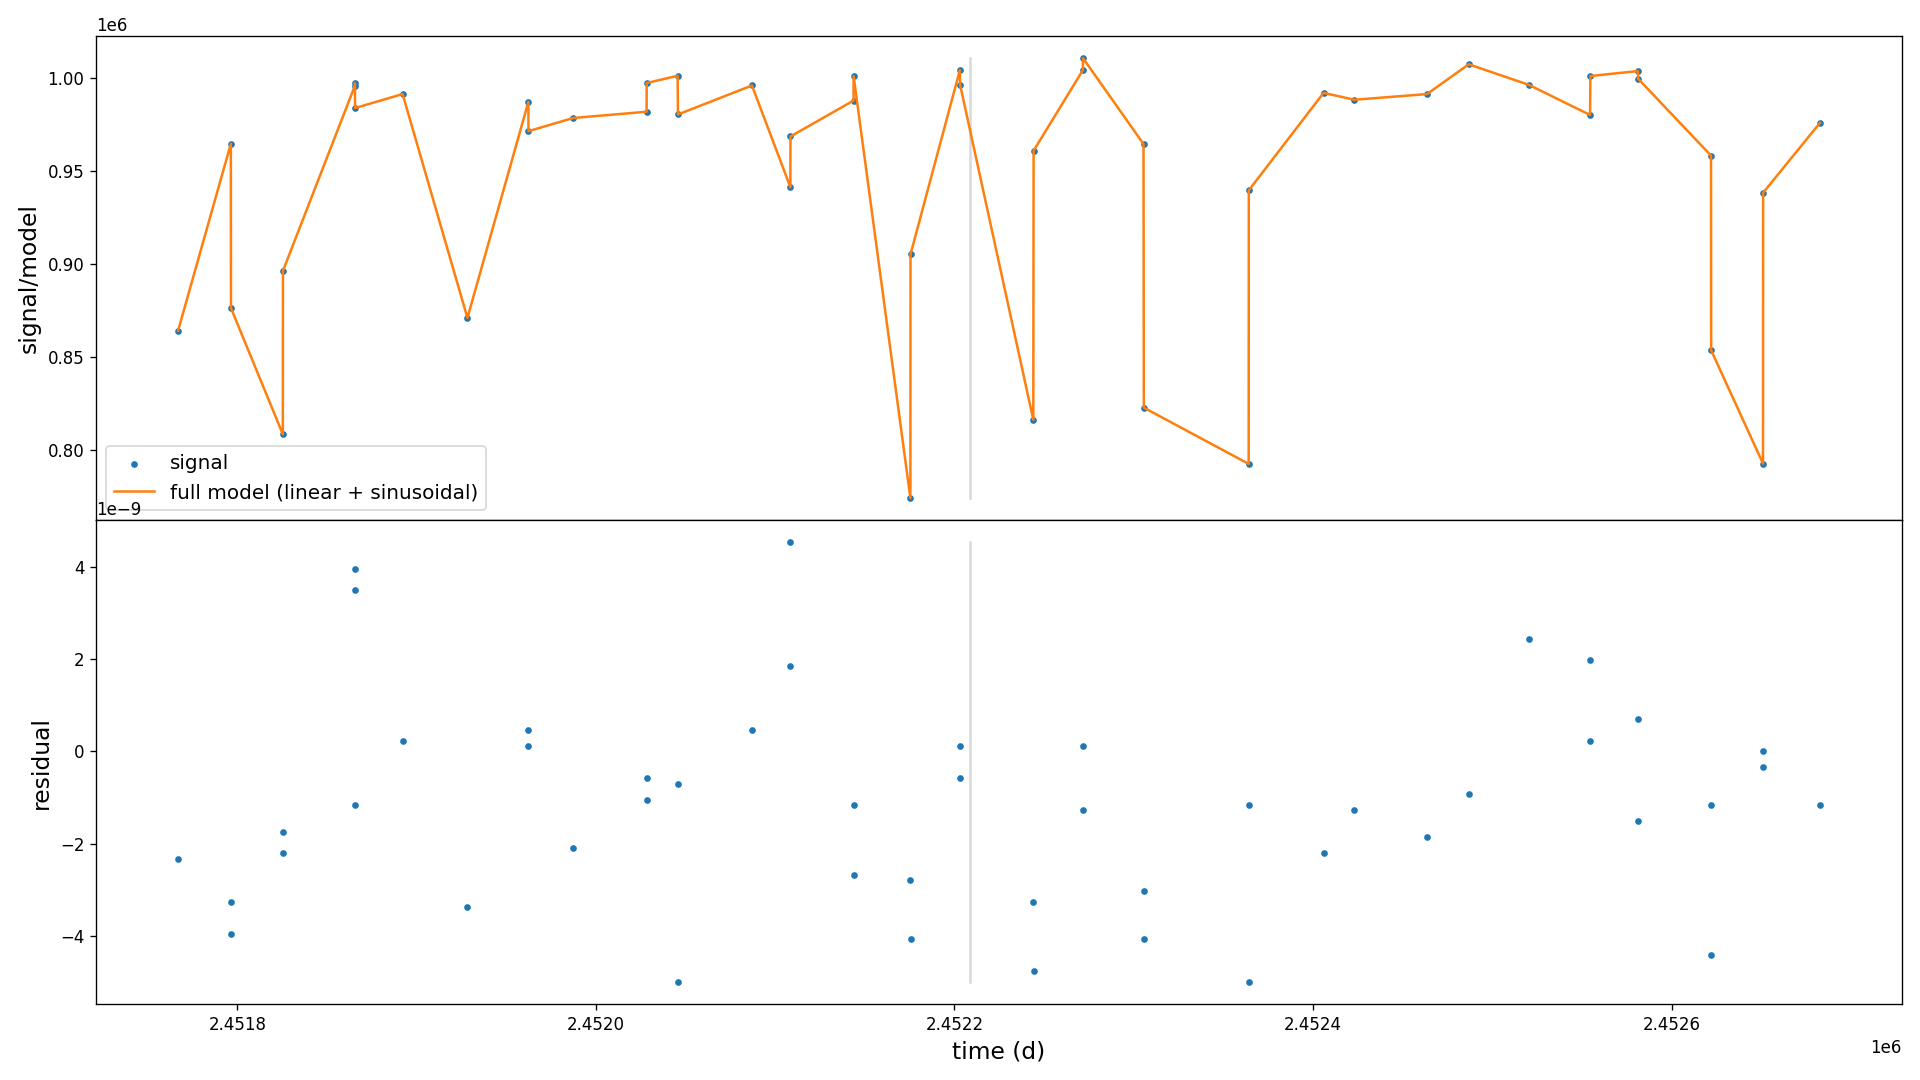 1e6
1.00
0.95
0.90
0.85
0.80
signal/model
signal
full model (linear + sinusoidal)
1e−9
4
2
0
−2
−4
residual
2.4518
2.4520
2.4522
2.4524
2.4526
time (d)
1e6